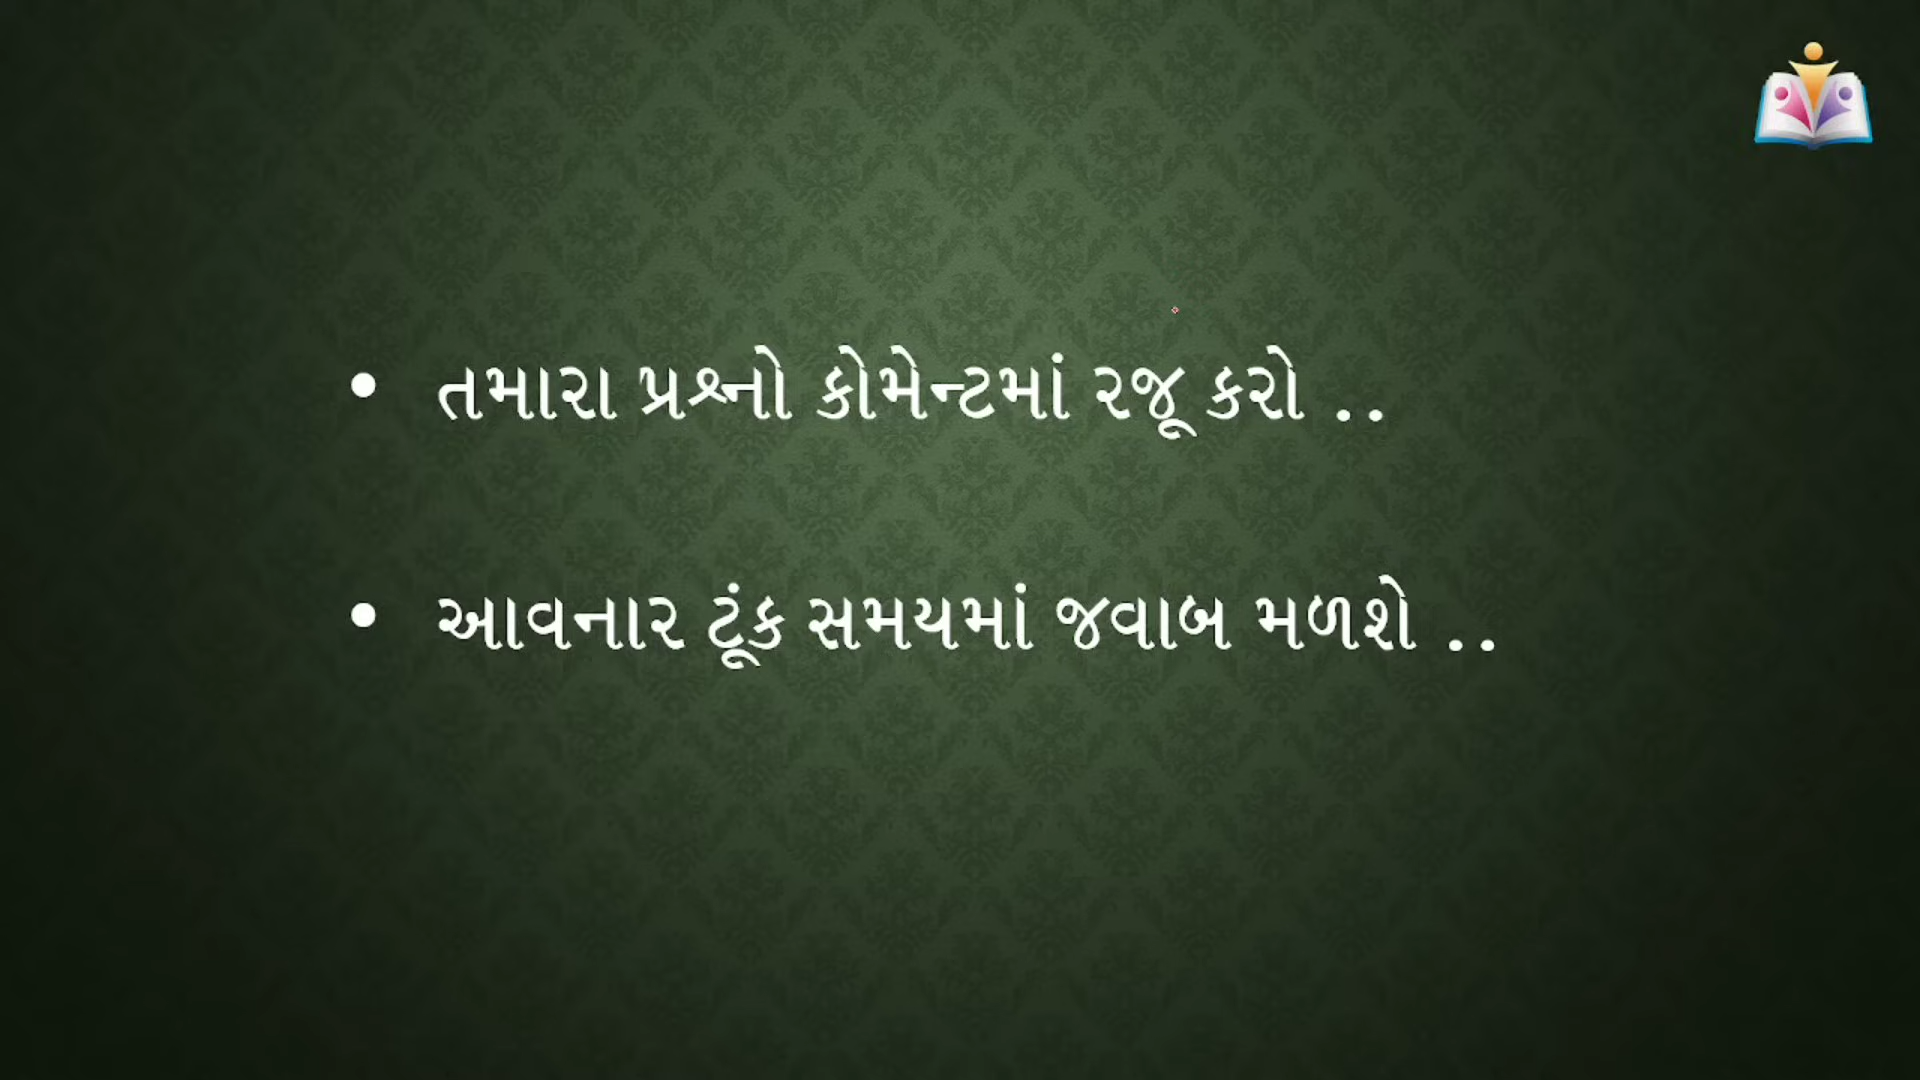 • તમારા પ્રશ્નો કોમેન્ટમાં રજૂ કરો ..
• આવનાર ટૂંક સમયમાં જવાબ મળશે ..